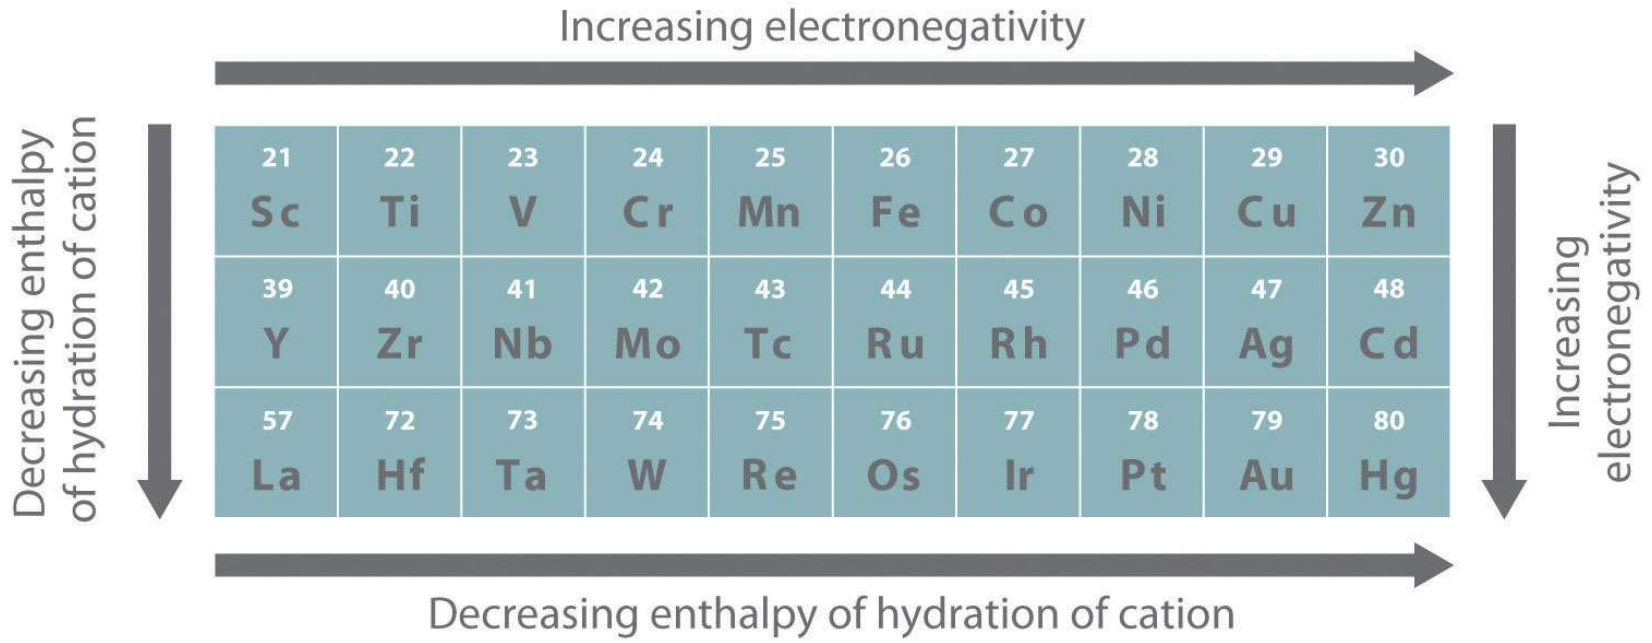 Increasing electronegativity
Decreasing enthalpy
of hydration of cation
21 22 23 24 25 26 27 28 29 30
Sc Ti V Cr Mn Fe Co Ni Cu Zn
39 40 41 42 43 44 45 46 47 48
Y Zr Nb Mo Tc Ru Rh Pd Ag Cd
57 72 73 74 75 76 77 78 79 80
La Hf Ta W Re Os Ir Pt Au Hg
Increasing
electronegativity
Decreasing enthalpy of hydration of cation